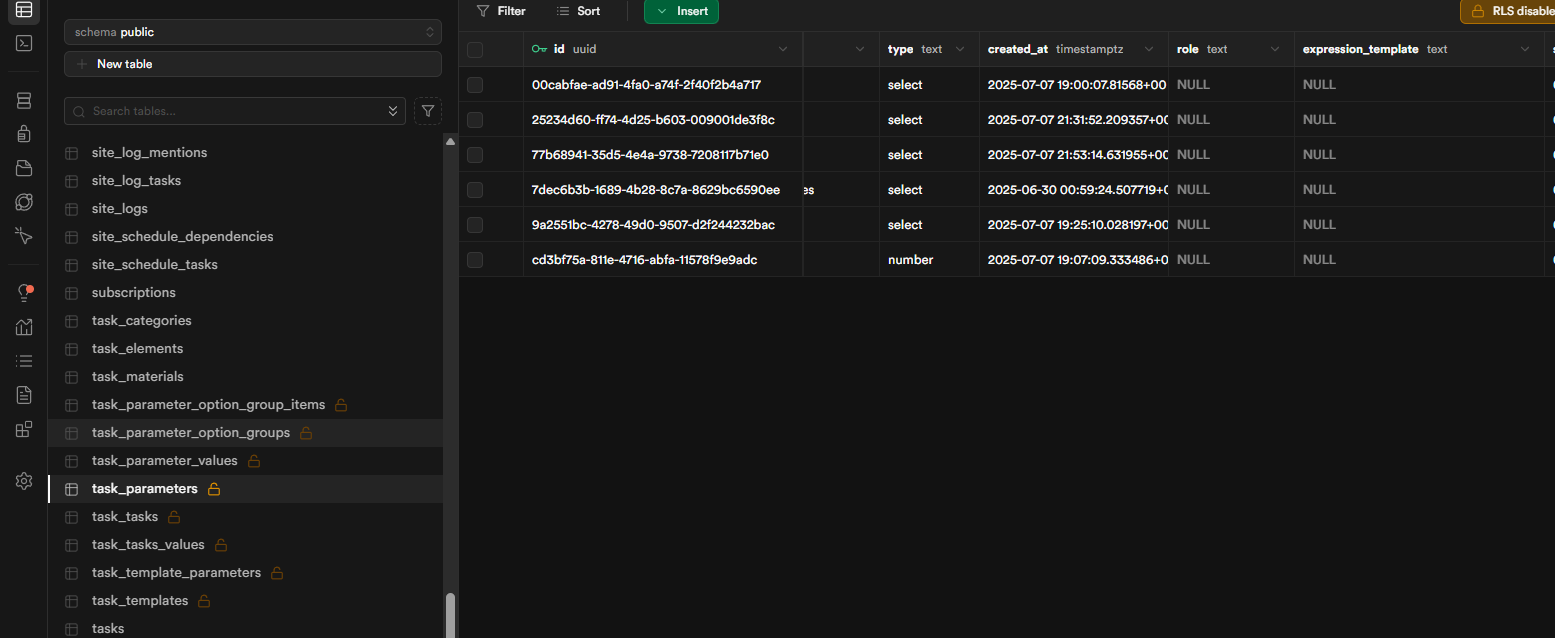 schema public
New table
Search tables...
site_log_mentions
site_log_tasks
site_logs
site_schedule_dependencies
site_schedule_tasks
subscriptions
task_categories
task_elements
task_materials
task_parameter_option_group_items
task_parameter_option_groups
task_parameter_values
task_parameters
task_tasks
task_tasks_values
task_template_parameters
task_templates
tasks
Filter Sort Insert RLS disable
id uuid type text created_at timestamptz role text expression_template text
00cabfae-ad91-4fa0-a74f-2f40f2b4a717 select 2025-07-07 19:00:07.81568+00 NULL NULL
25234d60-ff74-4d25-b603-009001de3f8c select 2025-07-07 21:31:52.209357+00 NULL NULL
77b68941-35d5-4e4a-9738-7208117b71e0 select 2025-07-07 21:53:14.631955+00 NULL NULL
7dec6b3b-1689-4b28-8c7a-8629bc6590ee es select 2025-06-30 00:59:24.507719+0 NULL NULL
9a2551bc-4278-49d0-9507-d2f244232bac select 2025-07-07 19:25:10.028197+00 NULL NULL
cd3bf75a-811e-4716-abfa-11578f9e9adc number 2025-07-07 19:07:09.333486+0 NULL NULL